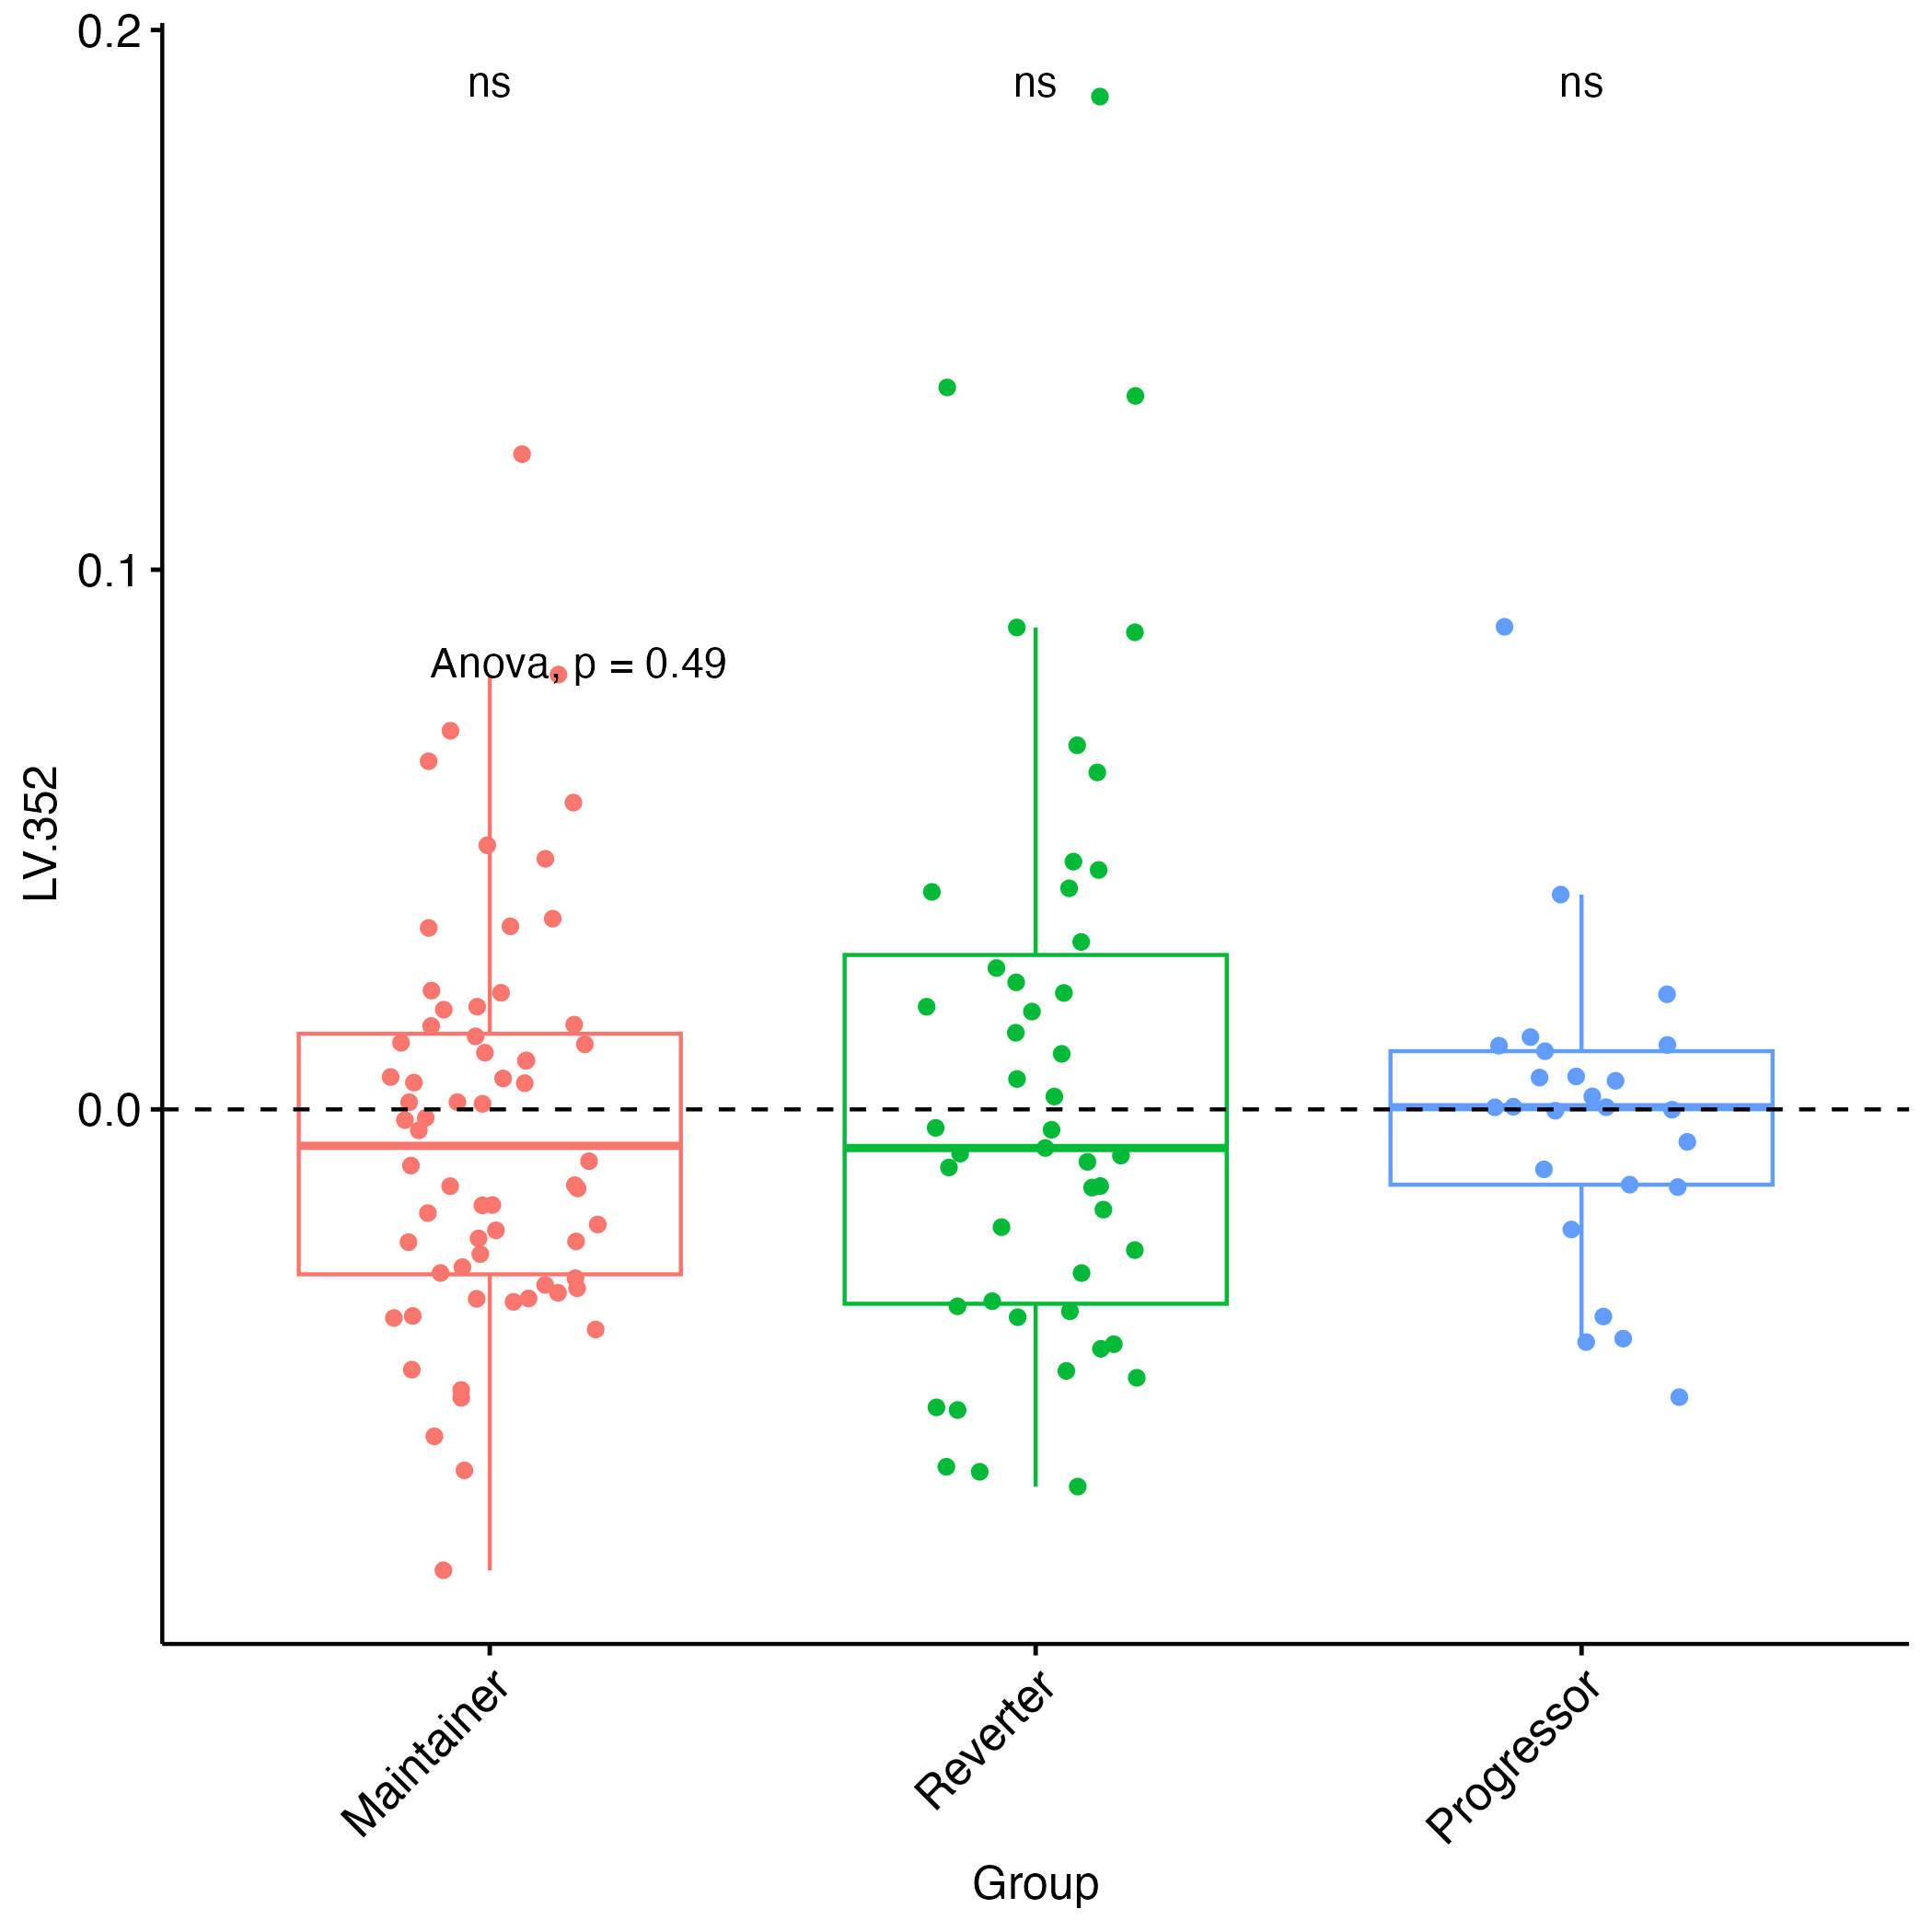 0.2
ns
ns
ns
0.1
Anova, p = 0.49
LV.352
0.0
Maintainer
Reverter
Progressor
Group